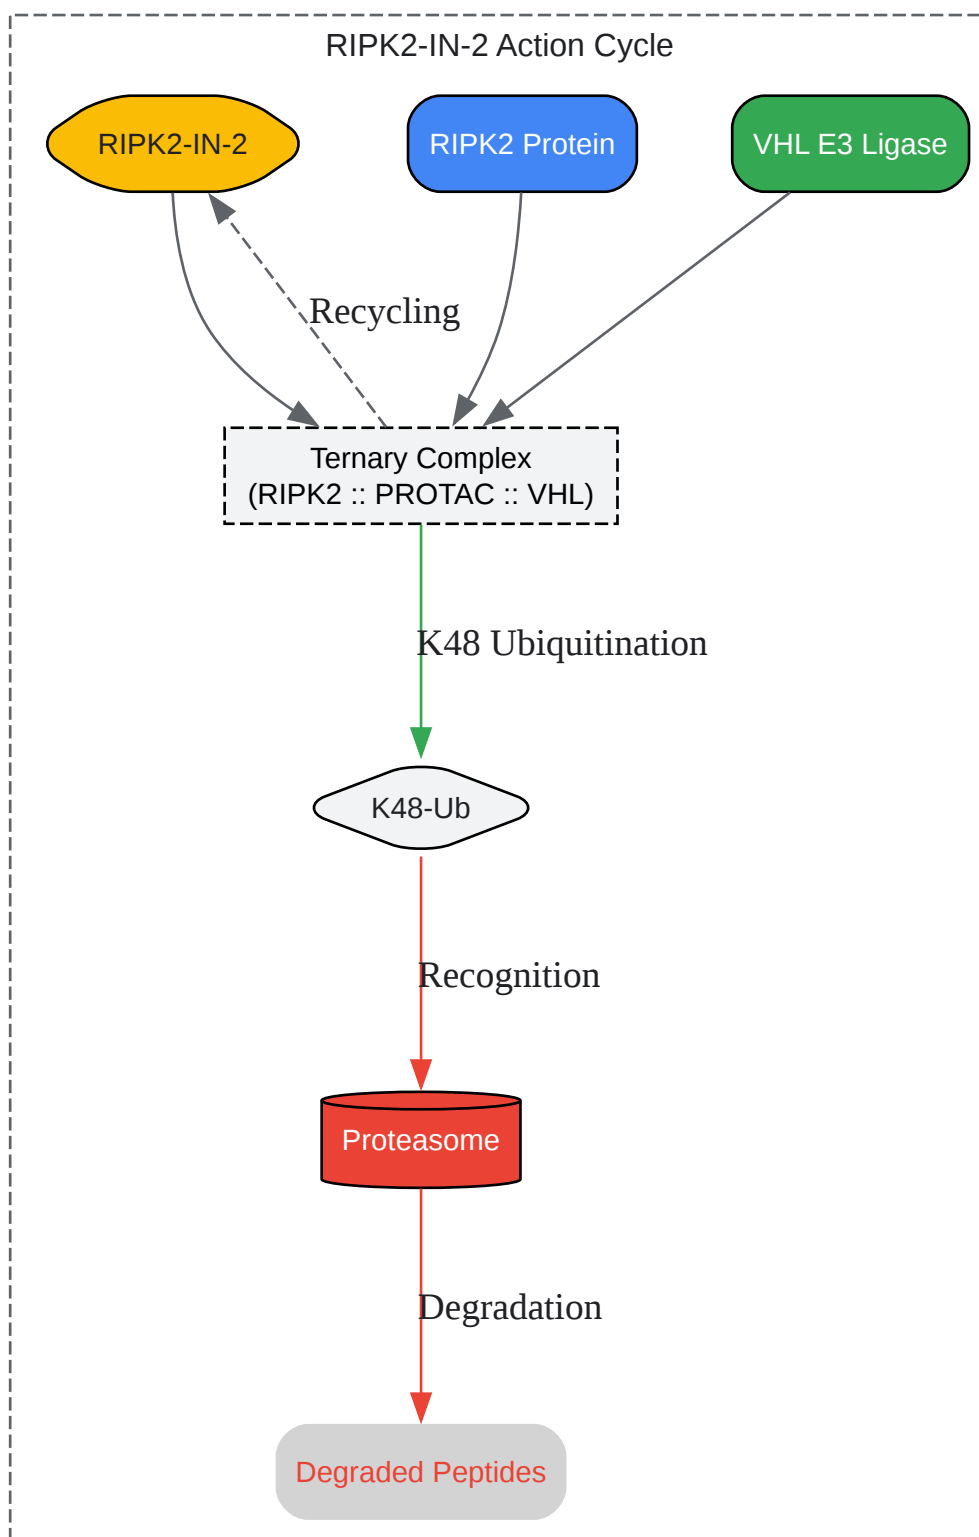 RIPK2-IN-2 Action Cycle
RIPK2-IN-2
RIPK2 Protein
VHL E3 Ligase
Recycling
Ternary Complex
(RIPK2 :: PROTAC :: VHL)
K48 Ubiquitination
K48-Ub
Recognition
Proteasome
Degradation
Degraded Peptides